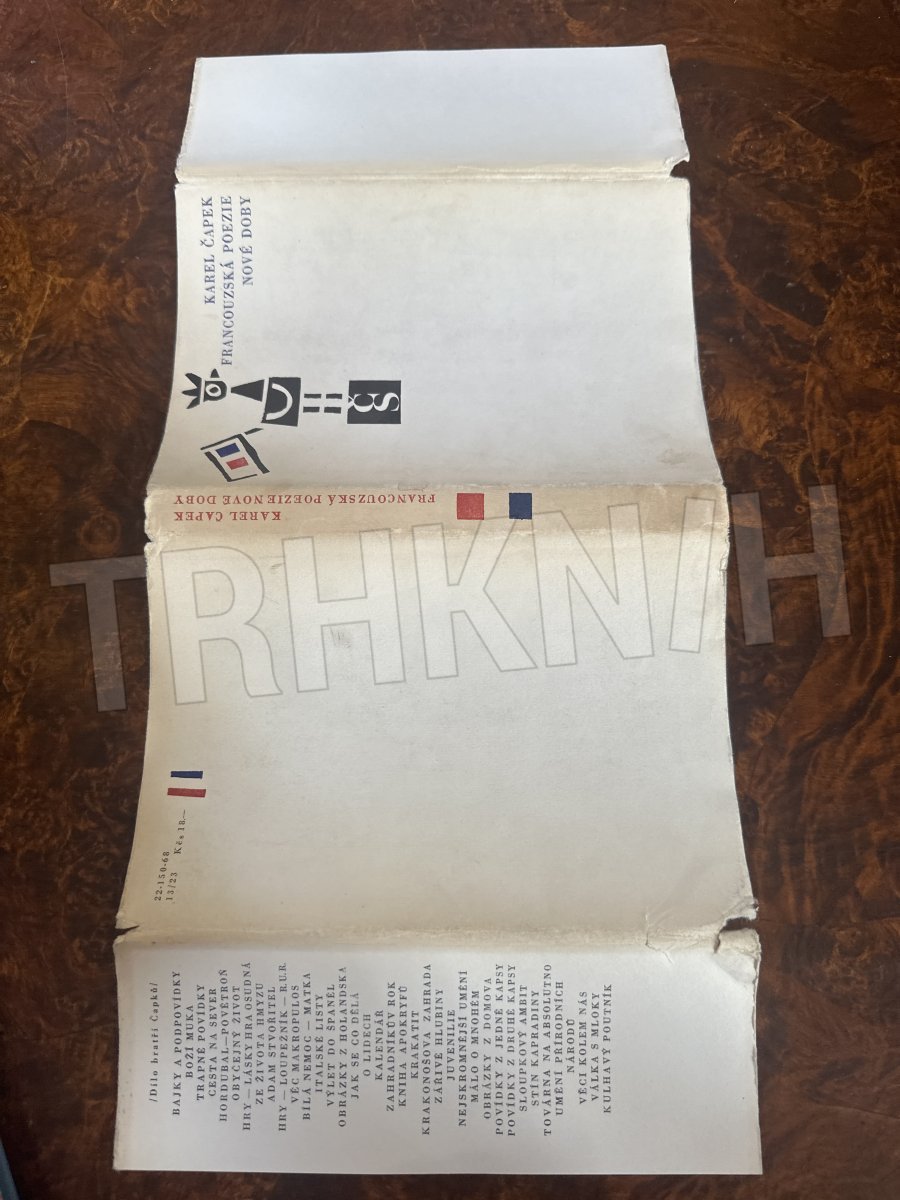 KAREL ČAPEK
FRANCOUZSKÁ POEZIE
NOVÉ DOBY
ČS
KAREL ČAPEK
FRANCOUZSKÁ POEZIE NOVÉ DOBY
TRHKNIH
22-150-68
13/23 Kčs 18.—
/Dílo bratří Čapků/
BAJKY A PODPOVÍDKY
BOŽÍ MUKA
TRAPNÉ POVÍDKY
CESTA NA SEVER
HORDUBAL—POVĚTROŇ
OBYČEJNÝ ŽIVOT
HRY — LÁSKY HRA OSUDNÁ
ZE ŽIVOTA HMYZU
ADAM STVOŘITEL
HRY — LOUPEŽNÍK — R.U.R.
VĚC MAKROPULOS
BÍLÁ NEMOC — MATKA
ITALSKÉ LISTY
VÝLET DO ŠPANĚL
OBRÁZKY Z HOLANDSKA
JAK SE CO DĚLÁ
O LIDECH
KALENDÁŘ
ZAHRADNÍKŮV ROK
KNIHA APOKRYFŮ
KRAKATIT
KRAKONOŠOVA ZAHRADA
ZÁŘIVÉ HLUBINY
JUVENILIE
NEJSKROMNĚJŠÍ UMĚNÍ
MÁLO O MNOHÉM
OBRÁZKY Z DOMOVA
POVÍDKY Z JEDNÉ KAPSY
POVÍDKY Z DRUHÉ KAPSY
SLOUPKOVÝ AMBIT
STÍN KAPRADINY
TOVÁRNA NA ABSOLUTNO
UMĚNÍ PŘÍRODNÍCH
NÁRODŮ
VĚCI KOLEM NÁS
VÁLKA S MLOKY
KULHAVÝ POUTNÍK